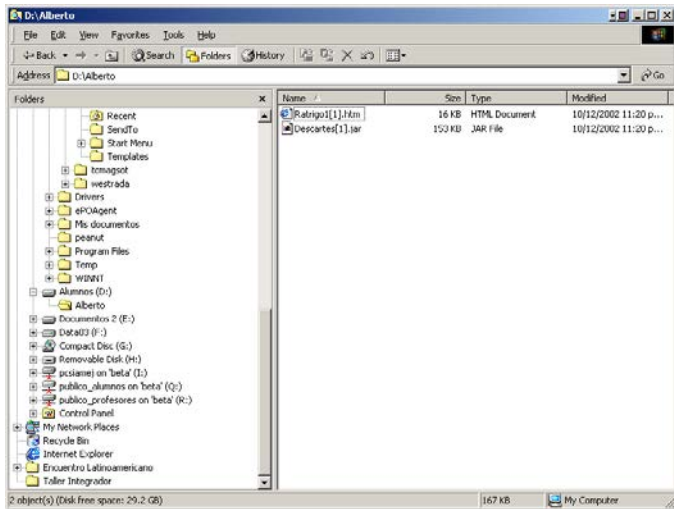 D:\Alberto
File Edit View Favorites Tools Help
Back Search Folders History
Address D:\Alberto Go
Folders
Name Size Type Modified
Recent
SendTo
Start Menu
Templates
tcmagsot
westrada
Drivers
ePOAgent
Mis documentos
peanut
Program Files
Temp
WINNT
Alumnos (D:)
Alberto
Documentos 2 (E:)
Data03 (F:)
Compact Disc (G:)
Removable Disk (H:)
pcsiamej on 'beta' (I:)
publico_alumnos on 'beta' (Q:)
publico_profesores on 'beta' (R:)
Control Panel
My Network Places
Recycle Bin
Internet Explorer
Encuentro Latinoamericano
Taller Integrador
Ratrigo1[1].htm 16 KB HTML Document 10/12/2002 11:20 p...
Descartes[1].jar 153 KB JAR File 10/12/2002 11:20 p...
2 object(s) (Disk free space: 29.2 GB) 167 KB My Computer